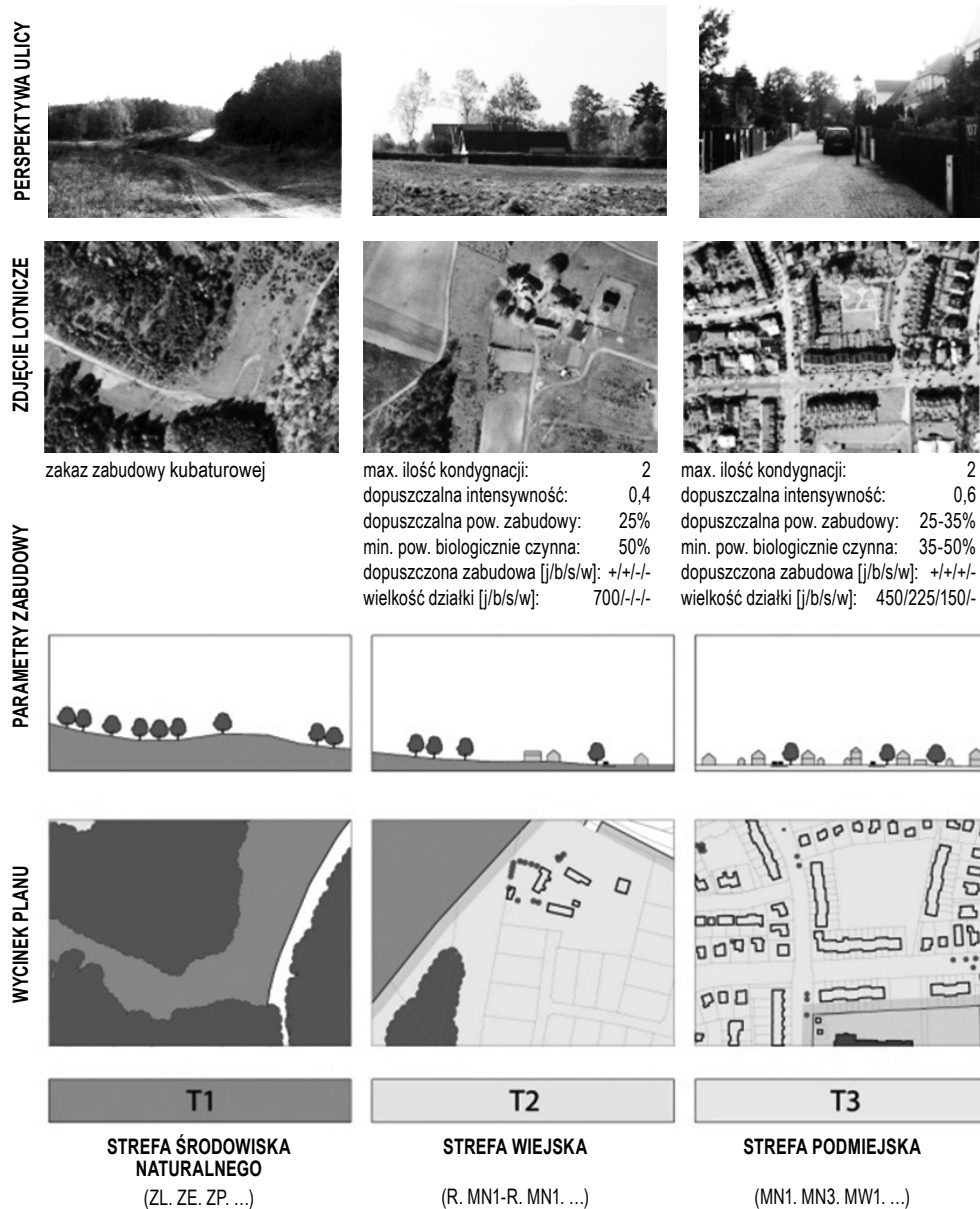 PERSPEKTYWA ULICY
ZDJĘCIE LOTNICZE
zakaz zabudowy kubaturowej
max. ilość kondygnacji: 2
dopuszczalna intensywność: 0,4
dopuszczalna pow. zabudowy: 25%
min. pow. biologicznie czynna: 50%
dopuszczona zabudowa [j/b/s/w]: +/+/-/-
wielkość działki [j/b/s/w]: 700/-/-/-
max. ilość kondygnacji: 2
dopuszczalna intensywność: 0,6
dopuszczalna pow. zabudowy: 25-35%
min. pow. biologicznie czynna: 35-50%
dopuszczona zabudowa [j/b/s/w]: +/+/+/-
wielkość działki [j/b/s/w]: 450/225/150/-
PARAMETRY ZABUDOWY
WYCINEK PLANU
T1
T2
T3
STREFA ŚRODOWISKA
NATURALNEGO
(ZL. ZE. ZP. ...)
STREFA WIEJSKA
(R. MN1-R. MN1. ...)
STREFA PODMIEJSKA
(MN1. MN3. MW1. ...)